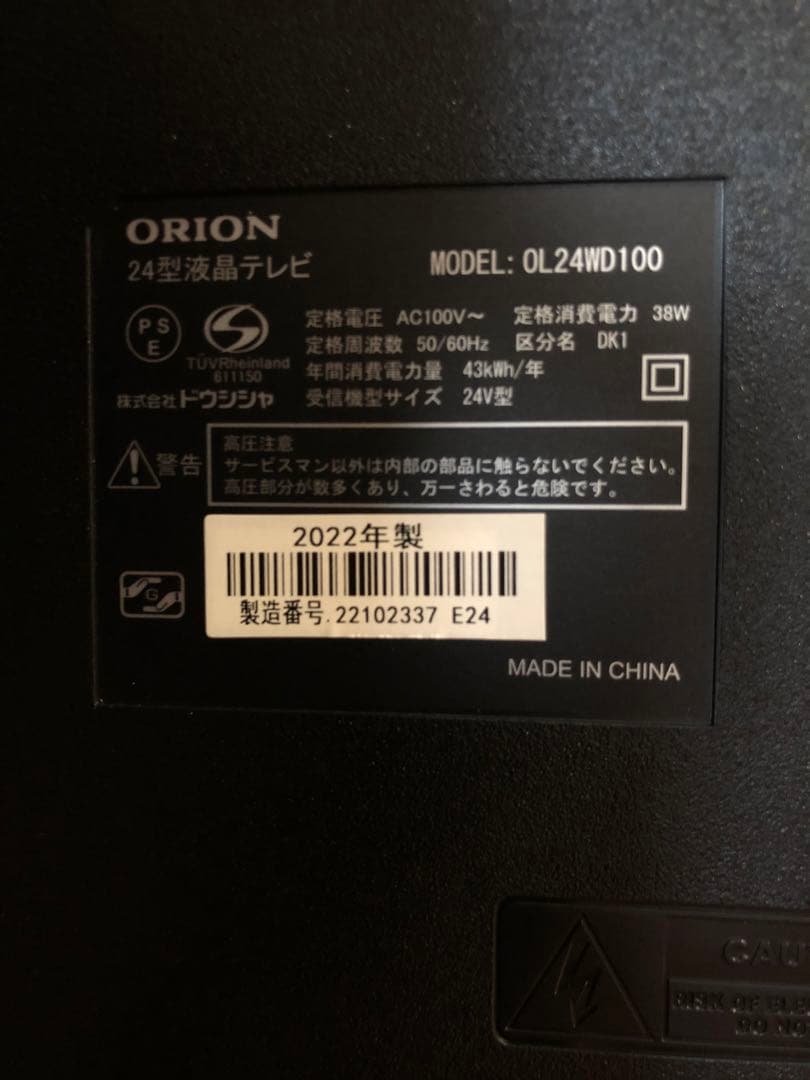 ORION
24型液晶テレビ
MODEL: OL24WD100
PS
E
TÜVRheinland
611150
定格電圧 AC100V～ 定格消費電力 38W
定格周波数 50/60Hz 区分名 DK1
年間消費電力量 43kWh/年
株式会社ドウシシャ 受信機型サイズ 24V型
警告
高圧注意
サービスマン以外は内部の部品に触らないでください。
高圧部分が数多くあり、万一さわると危険です。
2022年製
製造番号.22102337 E24
G
MADE IN CHINA
CAU
RISK OF ELE
DO NO